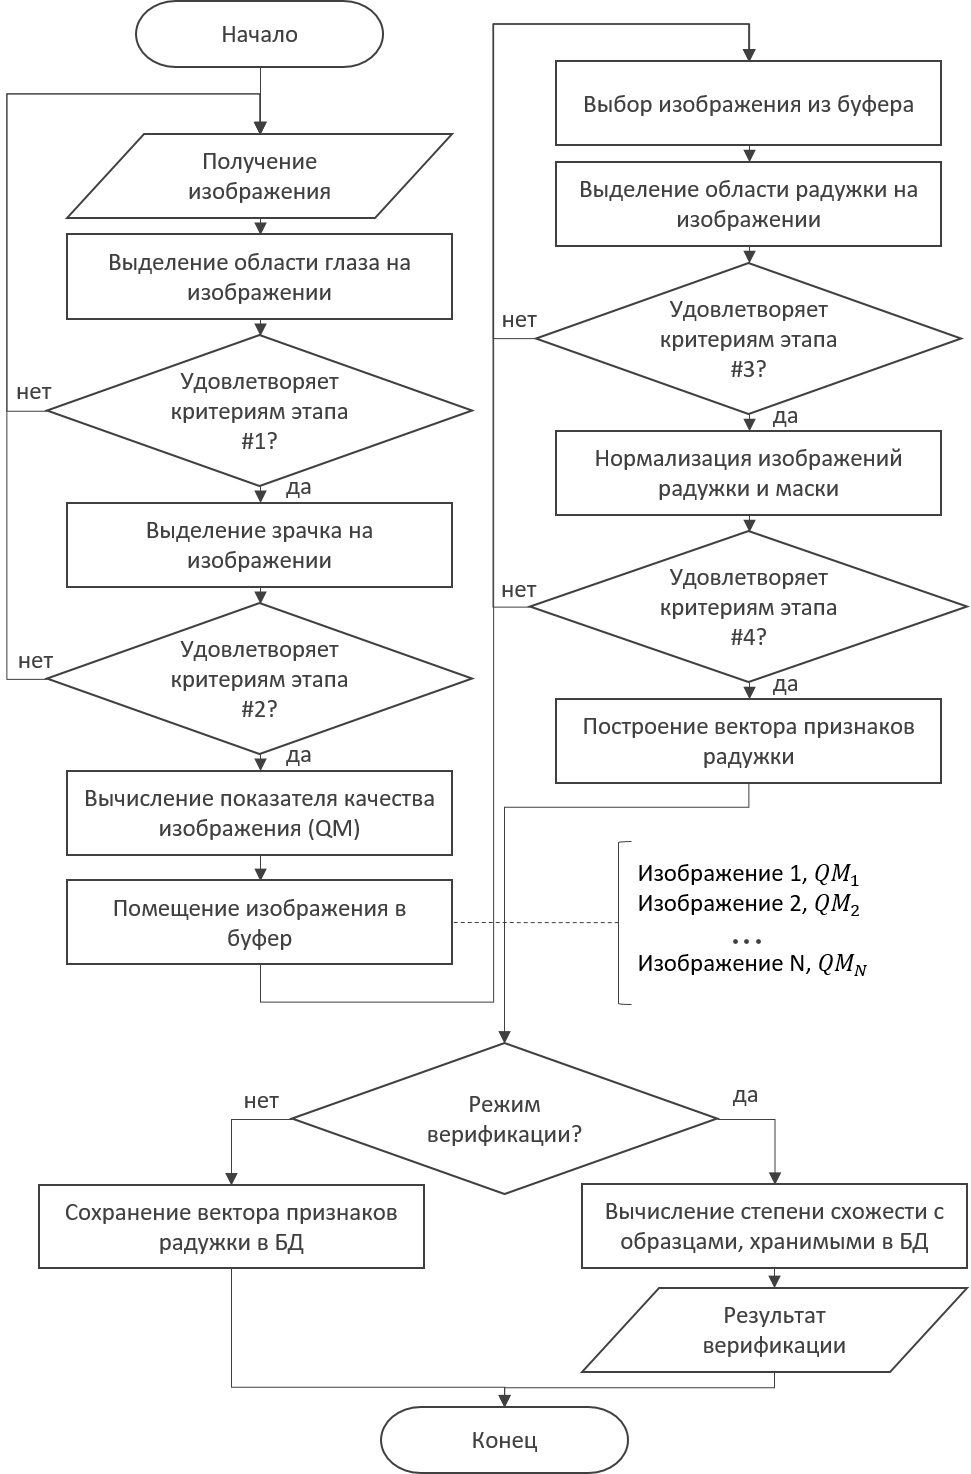 Начало
Получение
изображения
Выделение области глаза на
изображении
Удовлетворяет
критериям этапа
#1?
нет
да
Выделение зрачка на
изображении
Удовлетворяет
критериям этапа
#2?
нет
да
Вычисление показателя качества
изображения (QM)
Помещение изображения в
буфер
Изображение 1, QM₁
Изображение 2, QM₂
...
Изображение N, QM_N
Выбор изображения из буфера
Выделение области радужки на
изображении
Удовлетворяет
критериям этапа
#3?
нет
да
Нормализация изображений
радужки и маски
Удовлетворяет
критериям этапа
#4?
нет
да
Построение вектора признаков
радужки
Режим
верификации?
нет
да
Сохранение вектора признаков
радужки в БД
Вычисление степени схожести с
образцами, хранимыми в БД
Результат
верификации
Конец